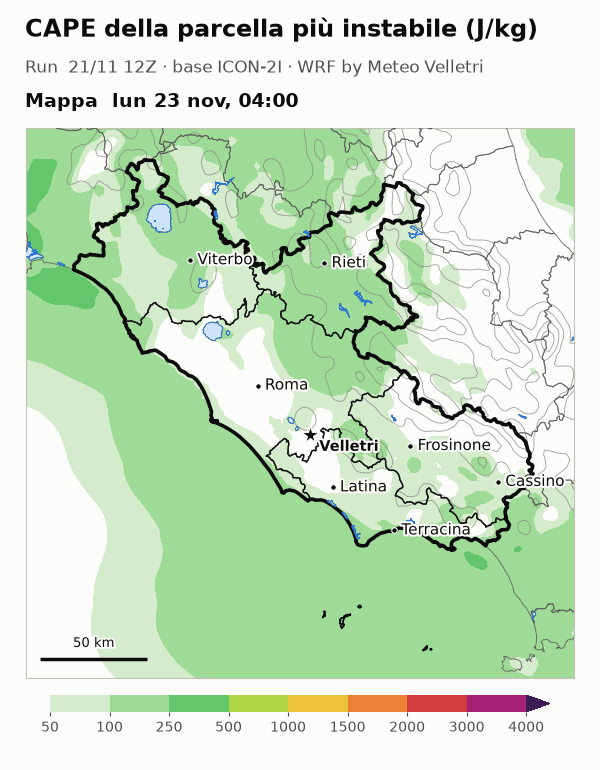 CAPE della parcella più instabile (J/kg)
Run  21/11 12Z · base ICON-2I · WRF by Meteo Velletri
Mappa  lun 23 nov, 04:00
Viterbo
Rieti
Roma
Velletri
Frosinone
Latina
Cassino
Terracina
50 km
50 100 250 500 1000 1500 2000 3000 4000